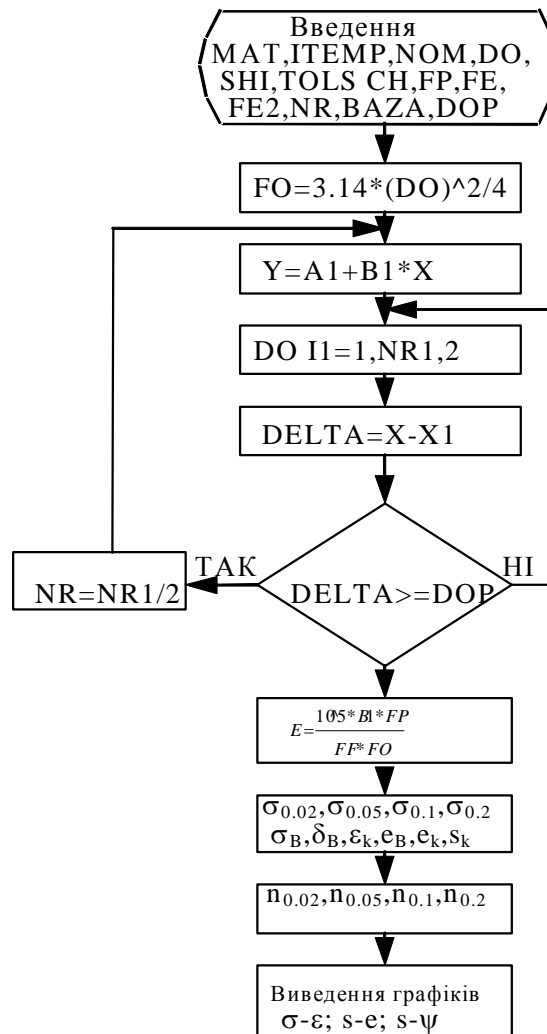 Введення
MAT,ITEMP,NOM,DO,
SHI,TOLS CH,FP,FE,
FE2,NR,BAZA,DOP
FO=3.14*(DO)^2/4
Y=A1+B1*X
DO I1=1,NR1,2
DELTA=X-X1
ТАК
НІ
NR=NR1/2
DELTA>=DOP
E=10^5*B1*FP
FF*FO
σ0.02,σ0.05,σ0.1,σ0.2
σB,δB,εk,eB,ek,sk
n0.02,n0.05,n0.1,n0.2
Виведення графіків
σ-ε; s-e; s-ψ